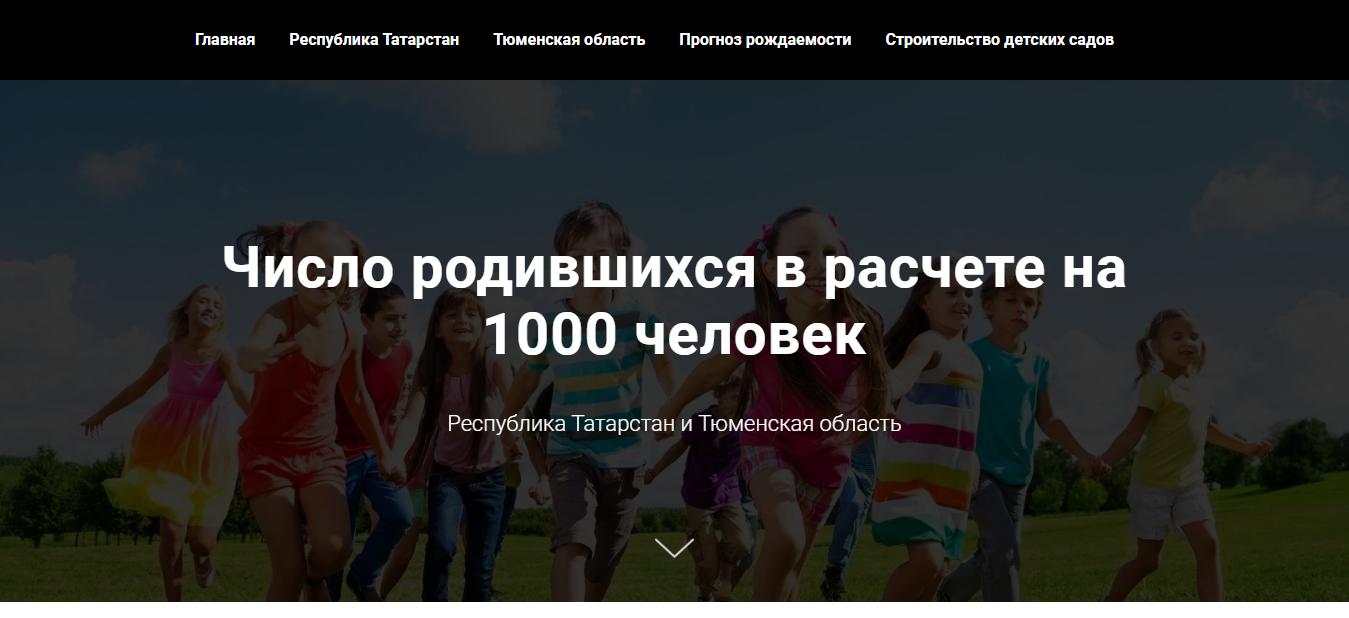 Главная Республика Татарстан Тюменская область Прогноз рождаемости Строительство детских садов
Число родившихся в расчете на
1000 человек
Республика Татарстан и Тюменская область